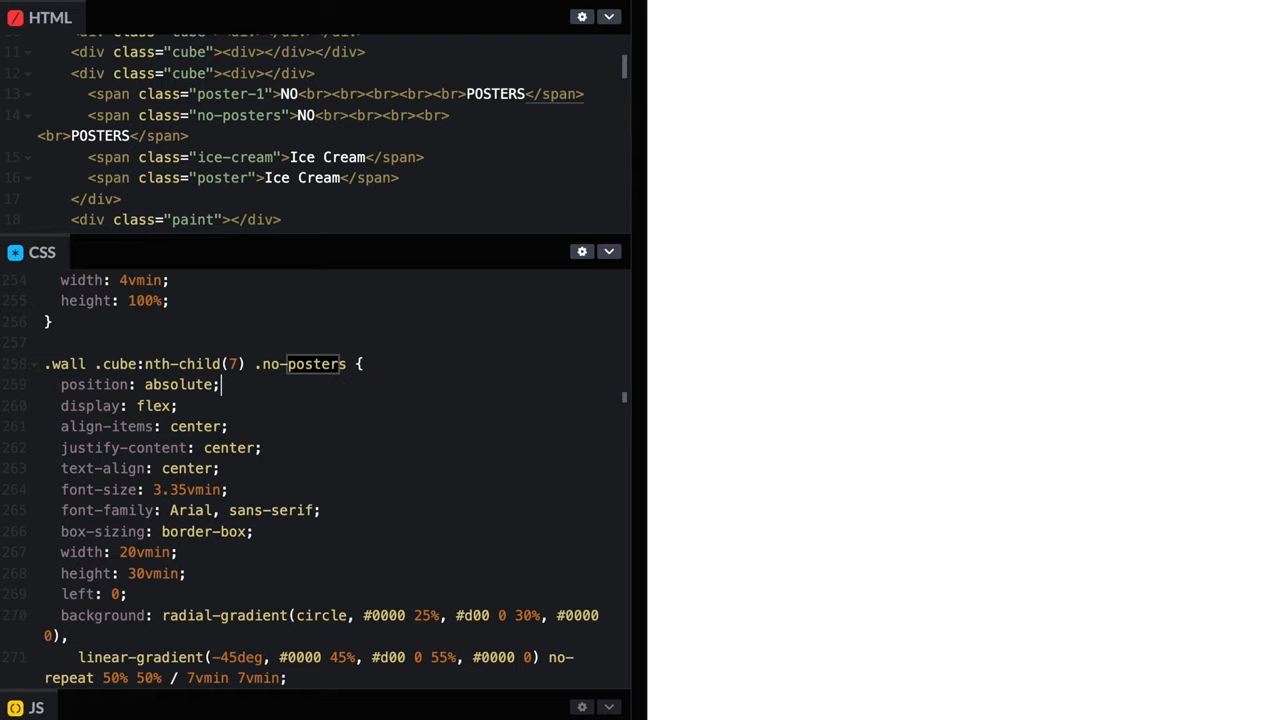 HTML
11 <div class="cube"><div></div></div>
12 <div class="cube"><div></div>
13 <span class="poster-1">NO<br><br><br><br><br>POSTERS</span>
14 <span class="no-posters">NO<br><br><br><br>
<br>POSTERS</span>
15 <span class="ice-cream">Ice Cream</span>
16 <span class="poster">Ice Cream</span>
17 </div>
18 <div class="paint"></div>
CSS
254 width: 4vmin;
255 height: 100%;
256 }
257
258 .wall .cube:nth-child(7) .no-posters {
259 position: absolute;
260 display: flex;
261 align-items: center;
262 justify-content: center;
263 text-align: center;
264 font-size: 3.35vmin;
265 font-family: Arial, sans-serif;
266 box-sizing: border-box;
267 width: 20vmin;
268 height: 30vmin;
269 left: 0;
270 background: radial-gradient(circle, #0000 25%, #d00 0 30%, #0000
0),
271 linear-gradient(-45deg, #0000 45%, #d00 0 55%, #0000 0) no-
repeat 50% 50% / 7vmin 7vmin;
JS